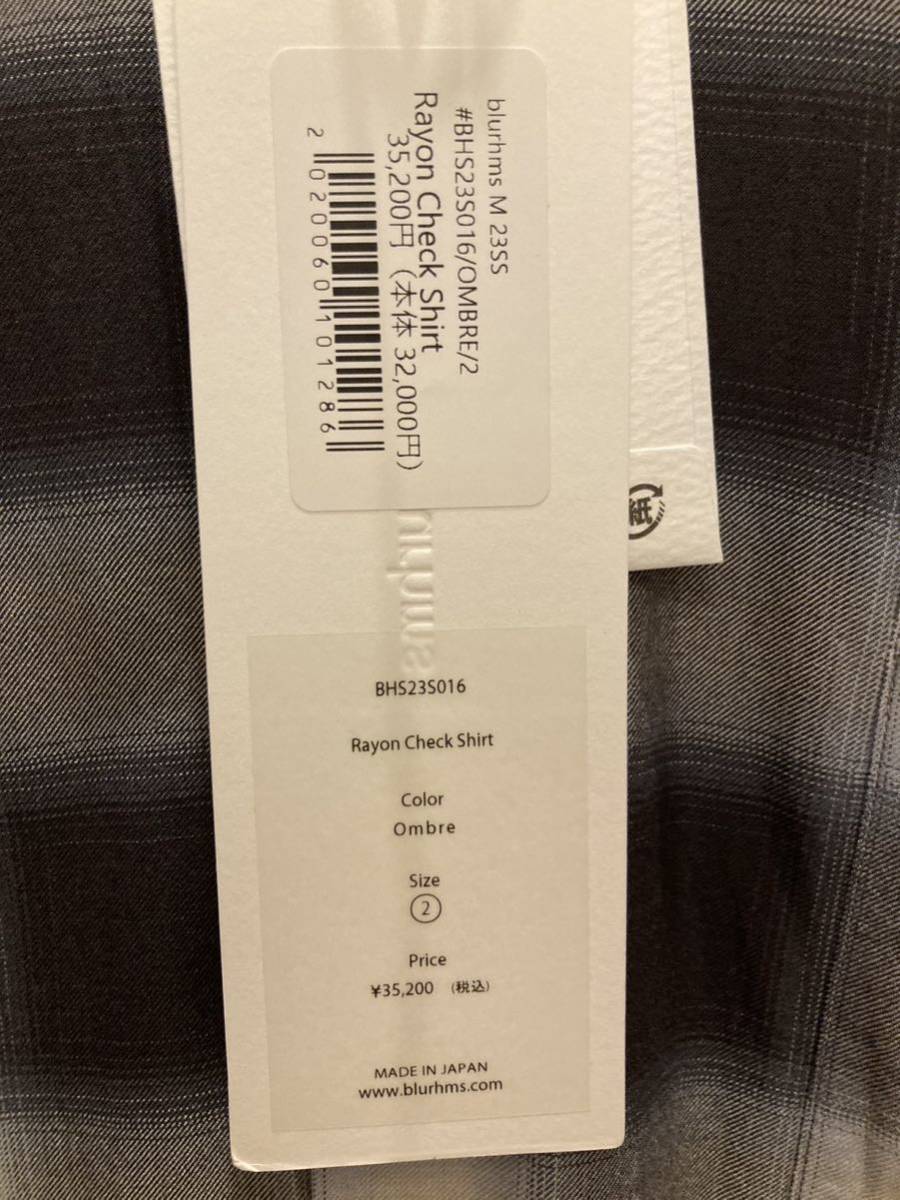 blurhms M 23SS
#BHS23S016/OMBRE/2
Rayon Check Shirt
35,200円 (本体 32,000円)
2020060101286
紙
blurhms
BHS23S016
Rayon Check Shirt
Color
Ombre
Size
2
Price
¥35,200 (税込)
MADE IN JAPAN
www.blurhms.com